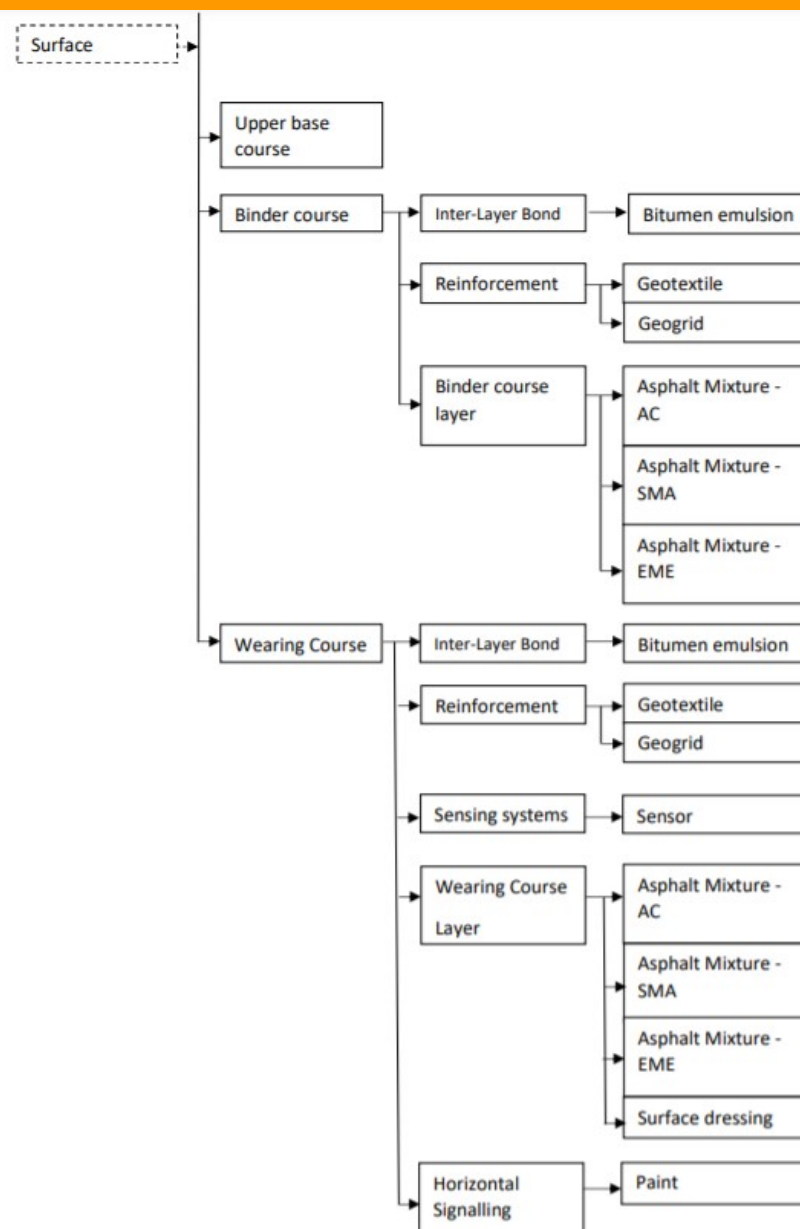 Surface
Upper base
course
Binder course
Inter-Layer Bond
Bitumen emulsion
Reinforcement
Geotextile
Geogrid
Binder course
layer
Asphalt Mixture -
AC
Asphalt Mixture -
SMA
Asphalt Mixture -
EME
Wearing Course
Inter-Layer Bond
Bitumen emulsion
Reinforcement
Geotextile
Geogrid
Sensing systems
Sensor
Wearing Course
Layer
Asphalt Mixture -
AC
Asphalt Mixture -
SMA
Asphalt Mixture -
EME
Surface dressing
Horizontal
Signalling
Paint